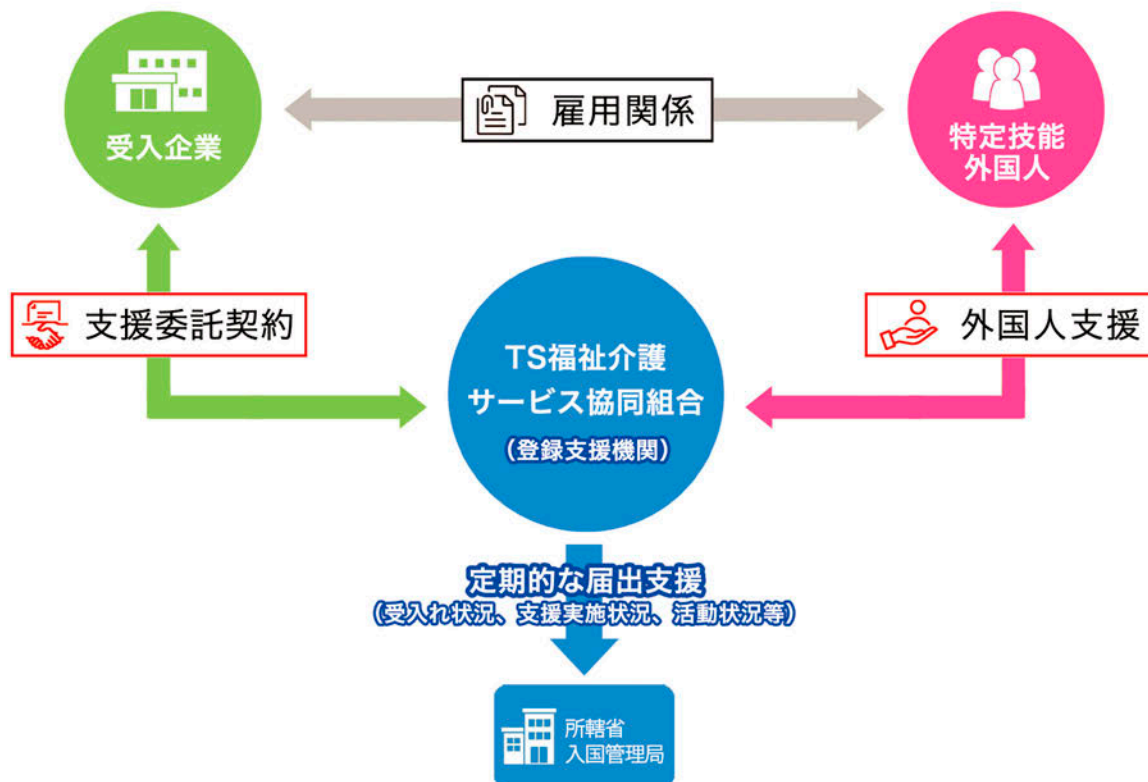 受入企業
雇用関係
特定技能
外国人
支援委託契約
外国人支援
TS福祉介護
サービス協同組合
（登録支援機関）
定期的な届出支援
（受入れ状況、支援実施状況、活動状況等）
所轄省
入国管理局